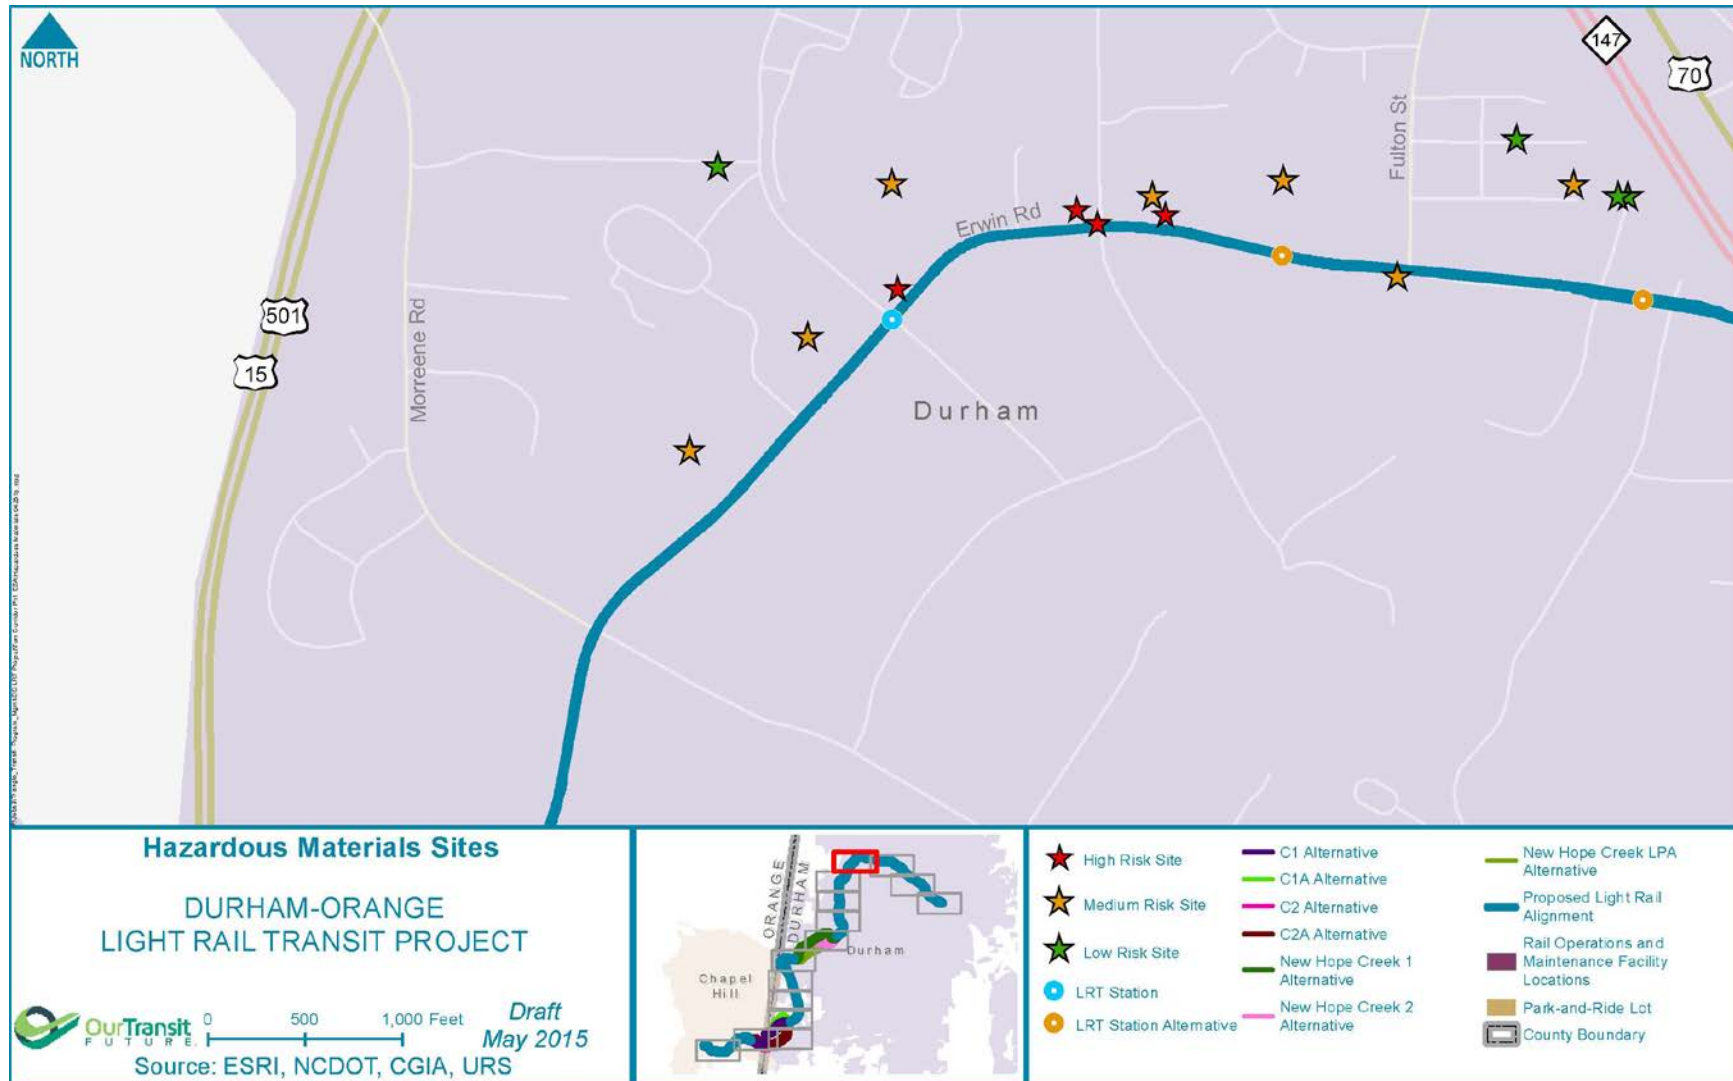 NORTH
147
70
Fulton St
Erwin Rd
501
15
Morreene Rd
Durham
Hazardous Materials Sites
DURHAM-ORANGE
LIGHT RAIL TRANSIT PROJECT
OurTransit
FUTURE
0 500 1,000 Feet
Draft
May 2015
Source: ESRI, NCDOT, CGIA, URS
ORANGE
DURHAM
Durham
Chapel
Hill
High Risk Site
Medium Risk Site
Low Risk Site
LRT Station
LRT Station Alternative
C1 Alternative
C1A Alternative
C2 Alternative
C2A Alternative
New Hope Creek 1
Alternative
New Hope Creek 2
Alternative
New Hope Creek LPA
Alternative
Proposed Light Rail
Alignment
Rail Operations and
Maintenance Facility
Locations
Park-and-Ride Lot
County Boundary